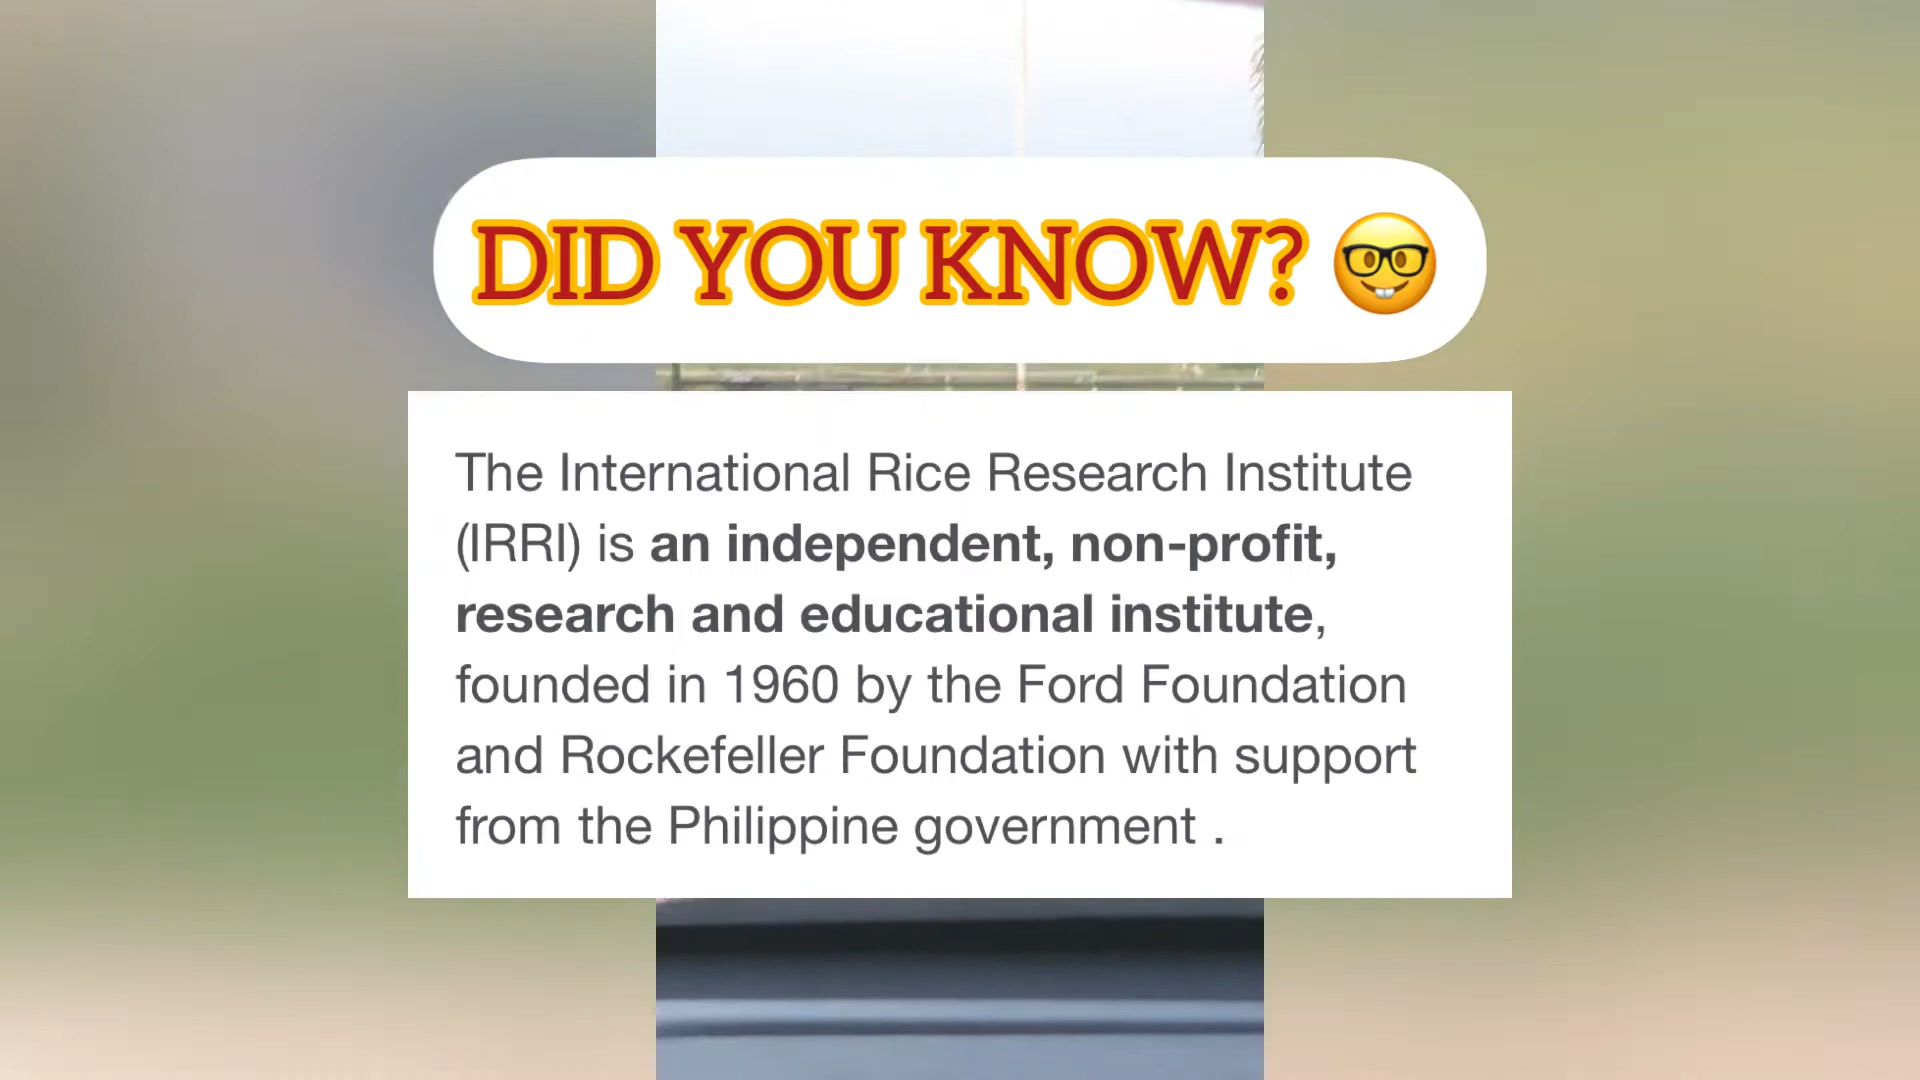 DID YOU KNOW? 🤓
The International Rice Research Institute
(IRRI) is an independent, non-profit,
research and educational institute,
founded in 1960 by the Ford Foundation
and Rockefeller Foundation with support
from the Philippine government .